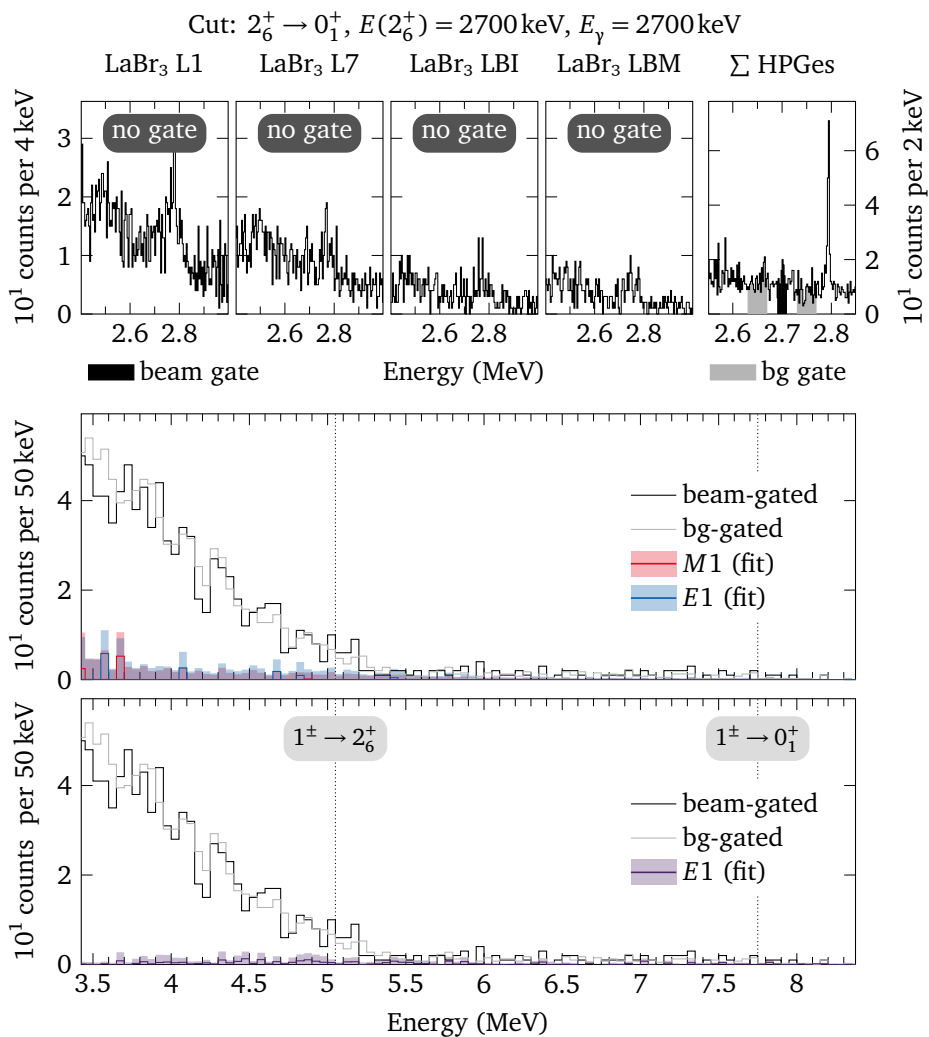 Cut: 2₆⁺ → 0₁⁺, E(2₆⁺) = 2700 keV, Eγ = 2700 keV
LaBr₃ L1 LaBr₃ L7 LaBr₃ LBI LaBr₃ LBM ∑ HPGes
no gate no gate no gate no gate
10¹ counts per 4 keV
3
2
1
0
6
4
2
0
10¹ counts per 2 keV
2.6 2.8 2.6 2.8 2.6 2.8 2.6 2.8 2.6 2.7 2.8
beam gate Energy (MeV) bg gate
10¹ counts per 50 keV
4
2
0
beam-gated
bg-gated
M1 (fit)
E1 (fit)
10¹ counts per 50 keV
4
2
0
1± → 2₆⁺ 1± → 0₁⁺
beam-gated
bg-gated
E1 (fit)
3.5 4 4.5 5 5.5 6 6.5 7 7.5 8
Energy (MeV)